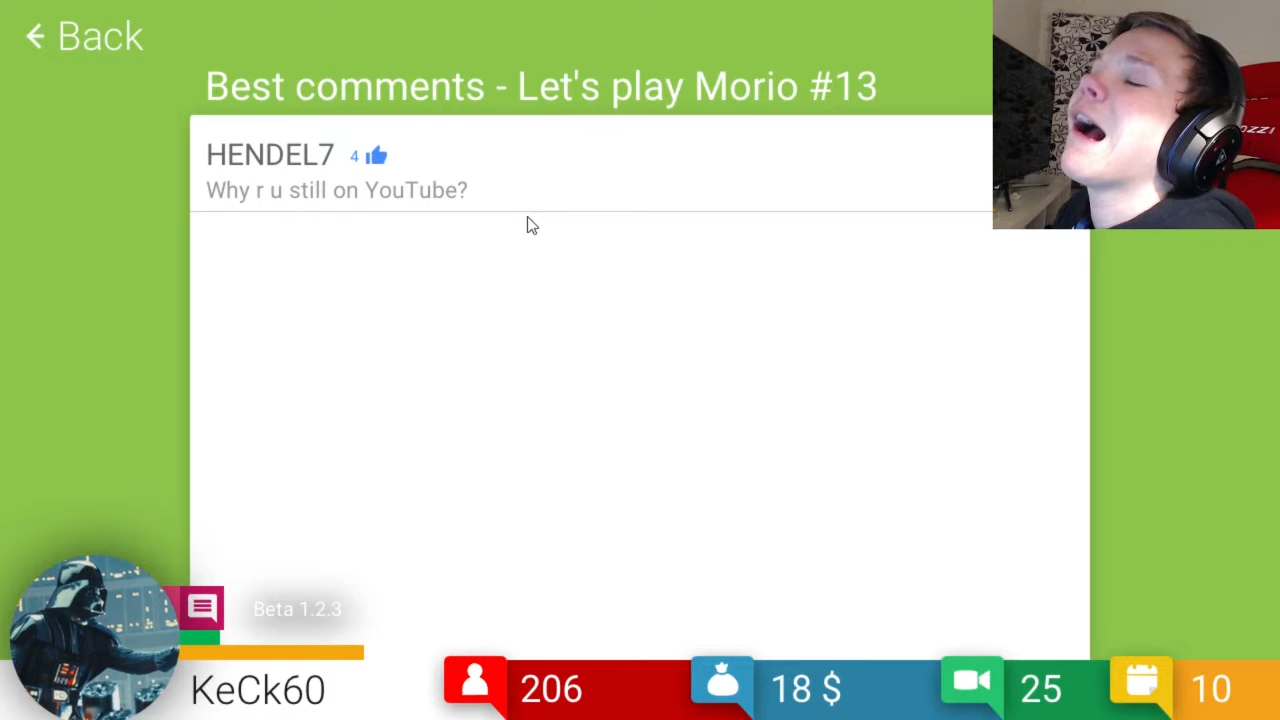 Back
Best comments - Let's play Morio #13
HENDEL7 4
Why r u still on YouTube?
Beta 1.2.3
KeCk60
206
18 $
25
10